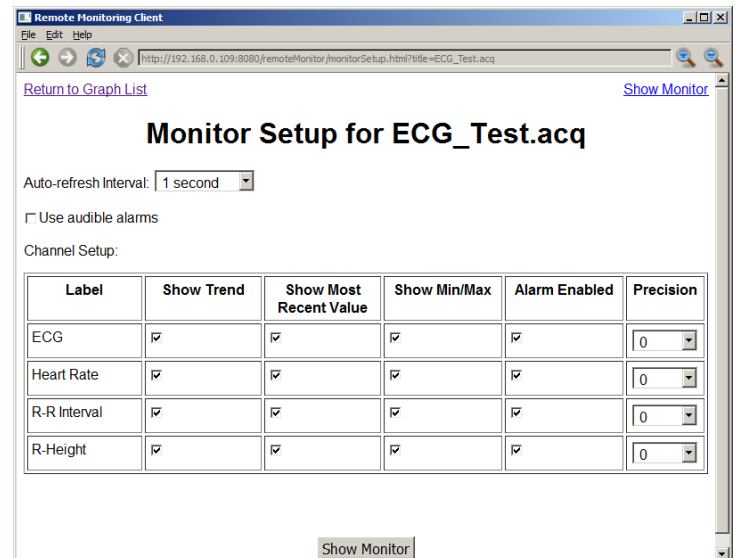 Remote Monitoring Client
File Edit Help
http://192.168.0.109:8080/remoteMonitor/monitorSetup.html?title=ECG_Test.acq
Return to Graph List Show Monitor
Monitor Setup for ECG_Test.acq
Auto-refresh Interval: 1 second
Use audible alarms
Channel Setup:
Label Show Trend Show Most Recent Value Show Min/Max Alarm Enabled Precision
ECG 0
Heart Rate 0
R-R Interval 0
R-Height 0
Show Monitor